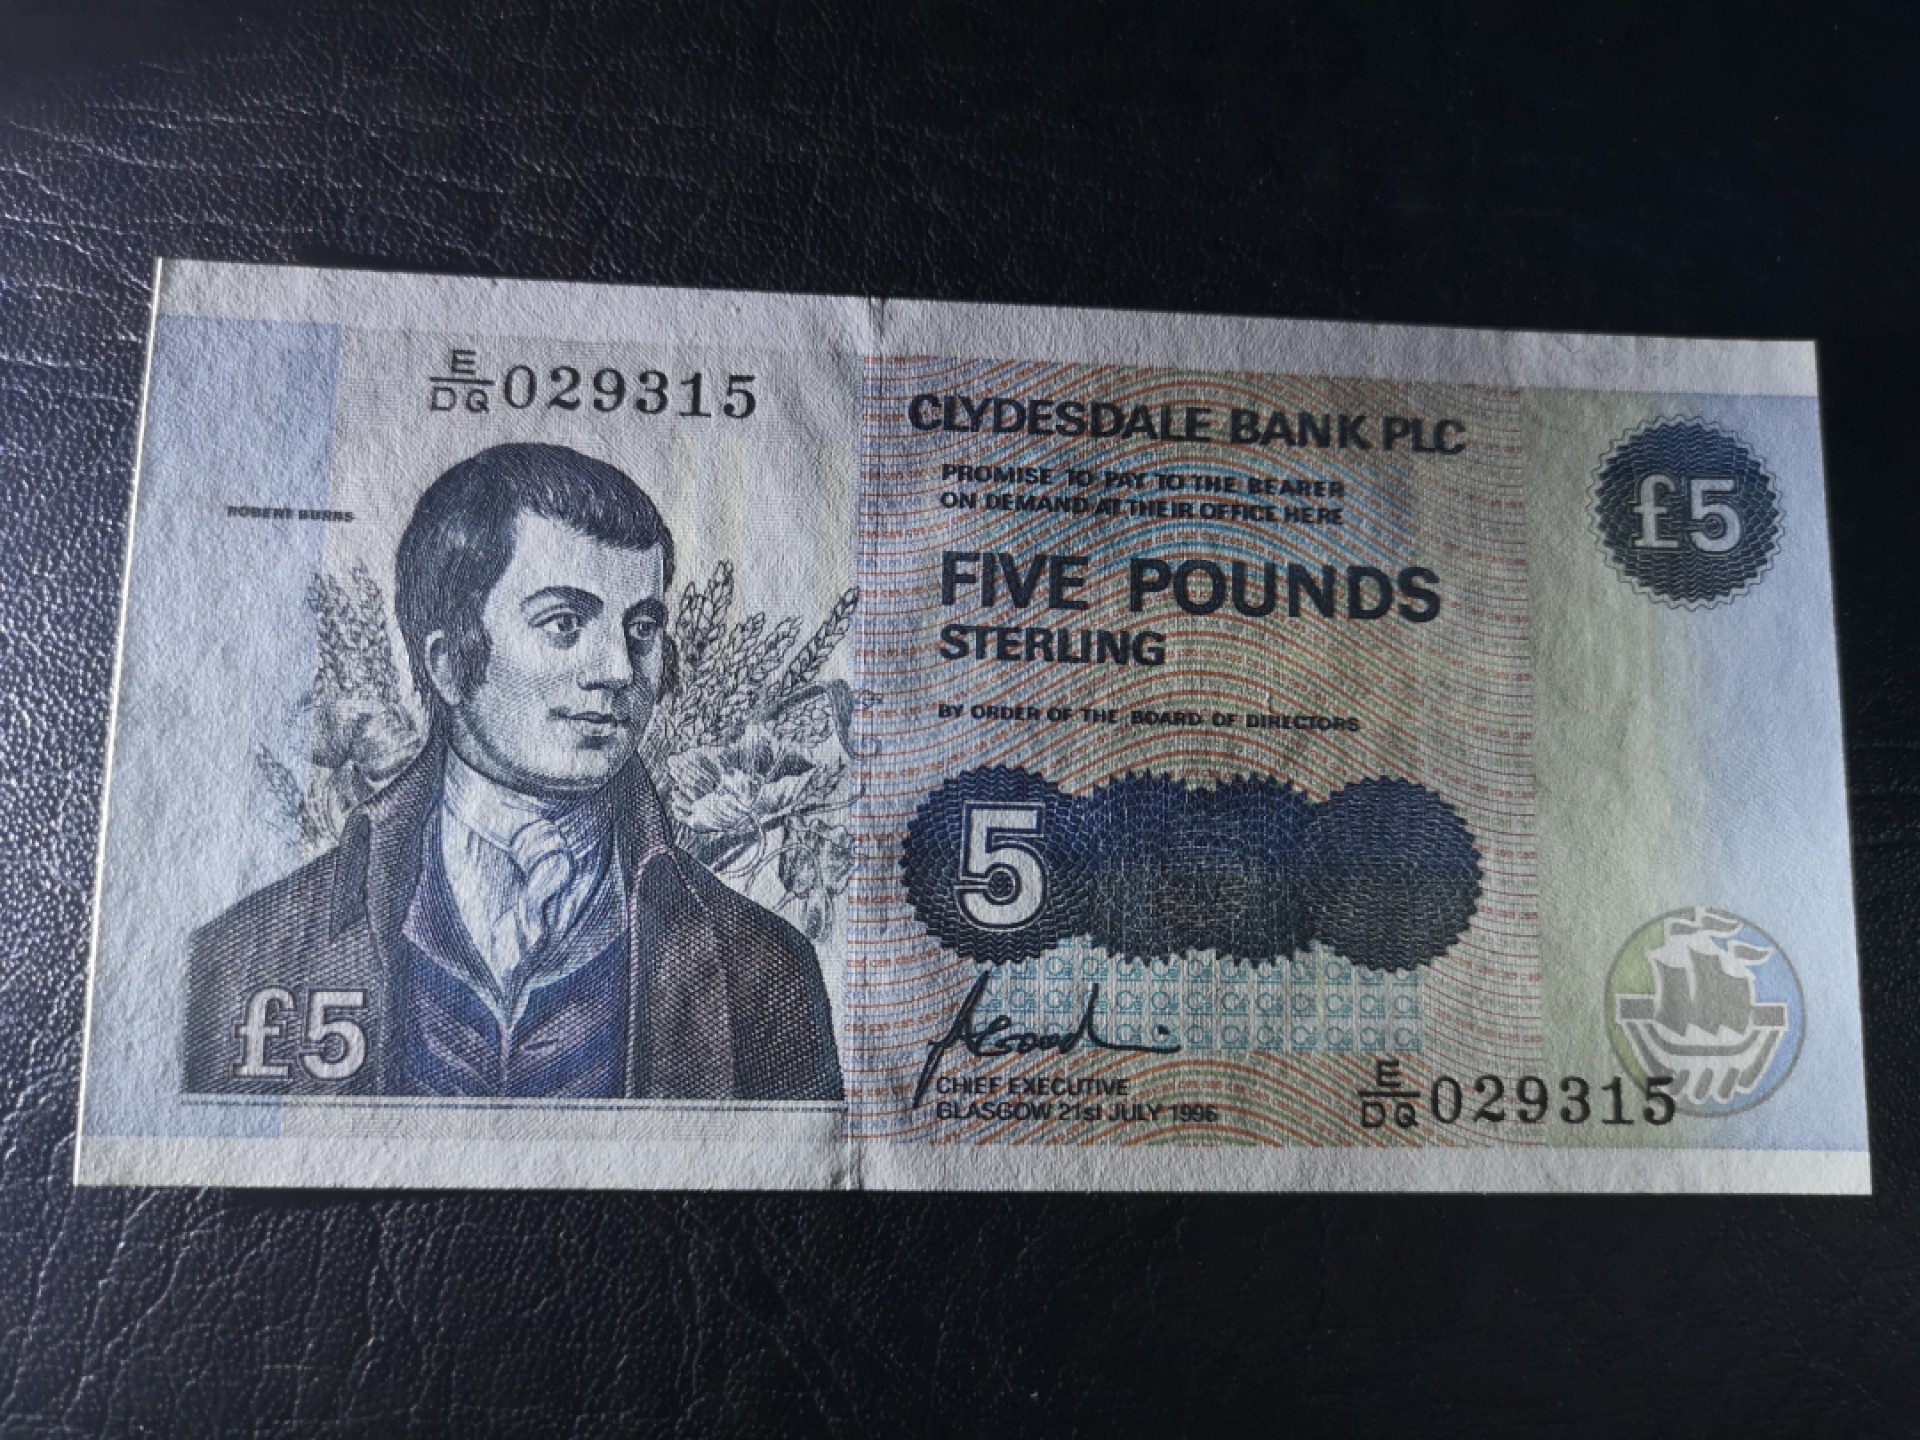 E/DQ 029315
CLYDESDALE BANK PLC
PROMISE TO PAY TO THE BEARER
ON DEMAND AT THEIR OFFICE HERE
£5
ROBERT BURNS
FIVE POUNDS
STERLING
BY ORDER OF THE BOARD OF DIRECTORS
5
£5
CHIEF EXECUTIVE
GLASGOW 21st JULY 1996
E/DQ 029315